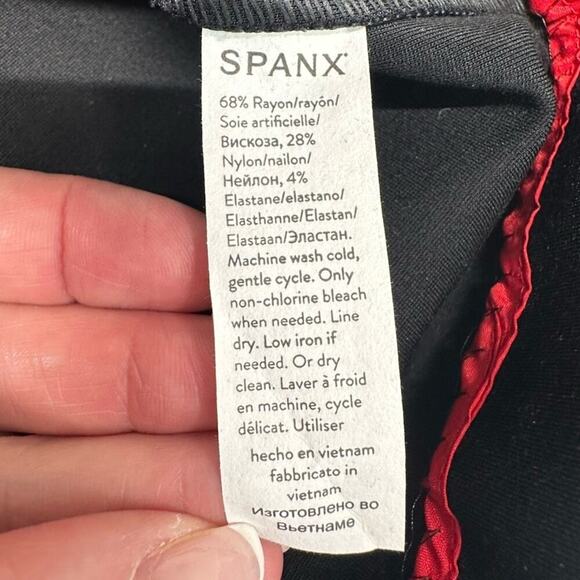 SPANX
68% Rayon/rayón/
Soie artificielle/
Вискоза, 28%
Nylon/nailon/
Нейлон, 4%
Elastane/elastano/
Elasthanne/Elastan/
Elastaan/Эластан.
Machine wash cold,
gentle cycle. Only
non-chlorine bleach
when needed. Line
dry. Low iron if
needed. Or dry
clean. Laver à froid
en machine, cycle
délicat. Utiliser
hecho en vietnam
fabbricato in
vietnam
Изготовлено во
Вьетнаме